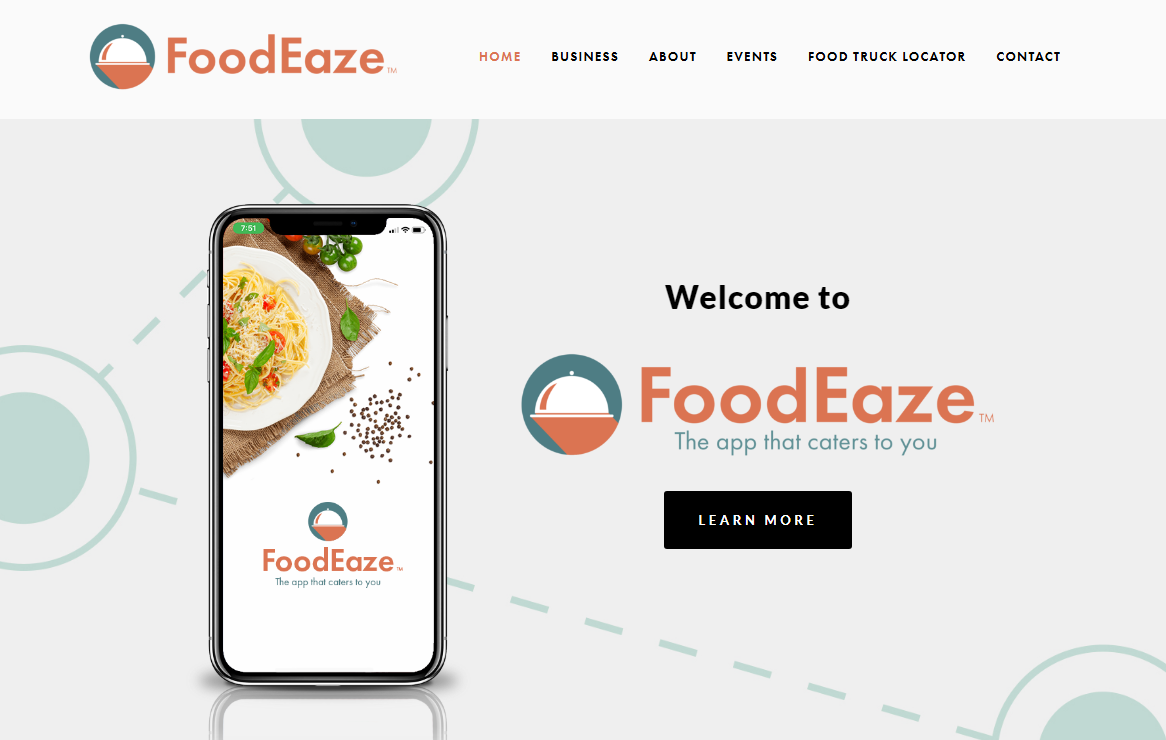 FoodEaze™
HOME BUSINESS ABOUT EVENTS FOOD TRUCK LOCATOR CONTACT
7:51
FoodEaze™
The app that caters to you
Welcome to
FoodEaze™
The app that caters to you
LEARN MORE